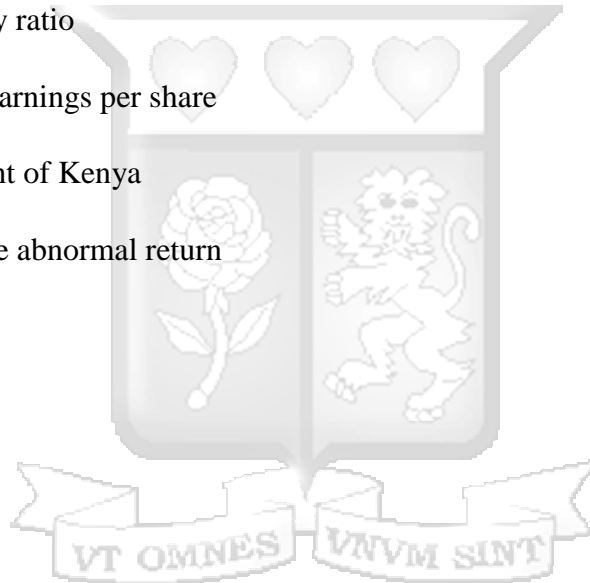 y ratio
arnings per share
nt of Kenya
e abnormal return
VT OMNES VNVM SINT